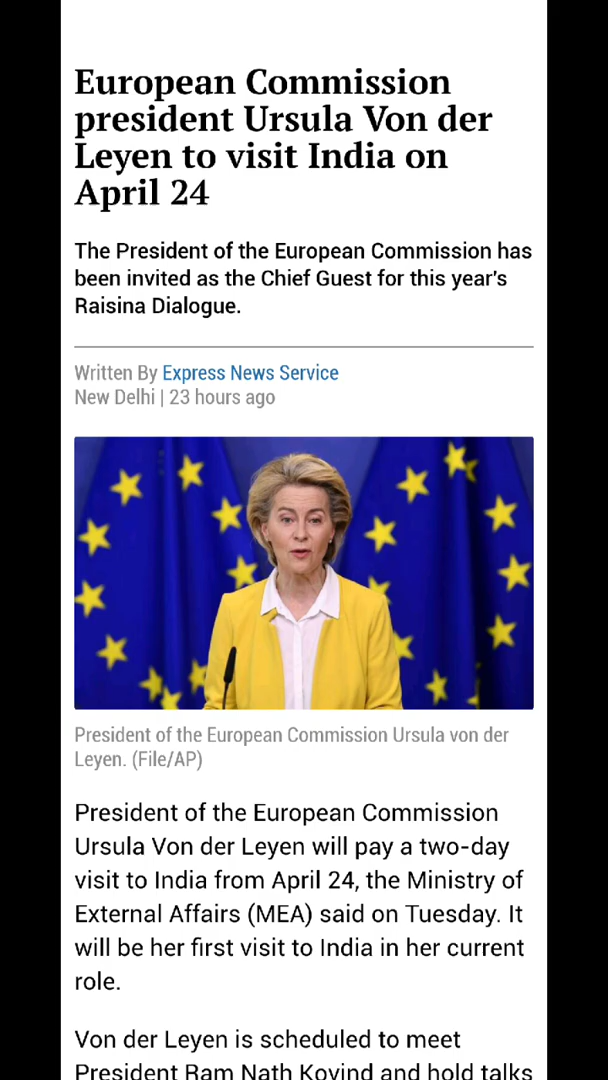 European Commission
president Ursula Von der
Leyen to visit India on
April 24
The President of the European Commission has
been invited as the Chief Guest for this year's
Raisina Dialogue.
Written By Express News Service
New Delhi | 23 hours ago
President of the European Commission Ursula von der
Leyen. (File/AP)
President of the European Commission
Ursula Von der Leyen will pay a two-day
visit to India from April 24, the Ministry of
External Affairs (MEA) said on Tuesday. It
will be her first visit to India in her current
role.
Von der Leyen is scheduled to meet
President Ram Nath Kovind and hold talks